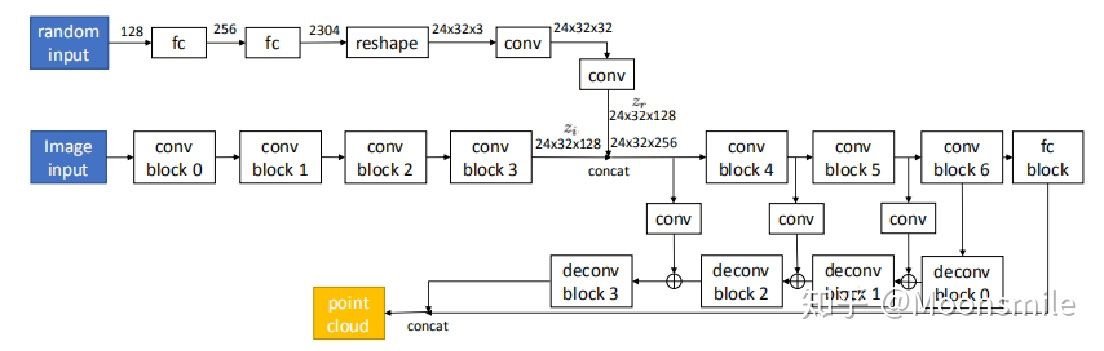 random
input
128
fc
256
fc
2304
reshape
24x32x3
conv
24x32x32
conv
z_r
24x32x128
Image
input
conv
block 0
conv
block 1
conv
block 2
conv
block 3
z_i
24x32x128
24x32x256
concat
conv
block 4
conv
block 5
conv
block 6
fc
block
conv
conv
conv
deconv
block 3
deconv
block 2
deconv
block 1
deconv
block 0
point
cloud
concat
知乎 @Moonsmile